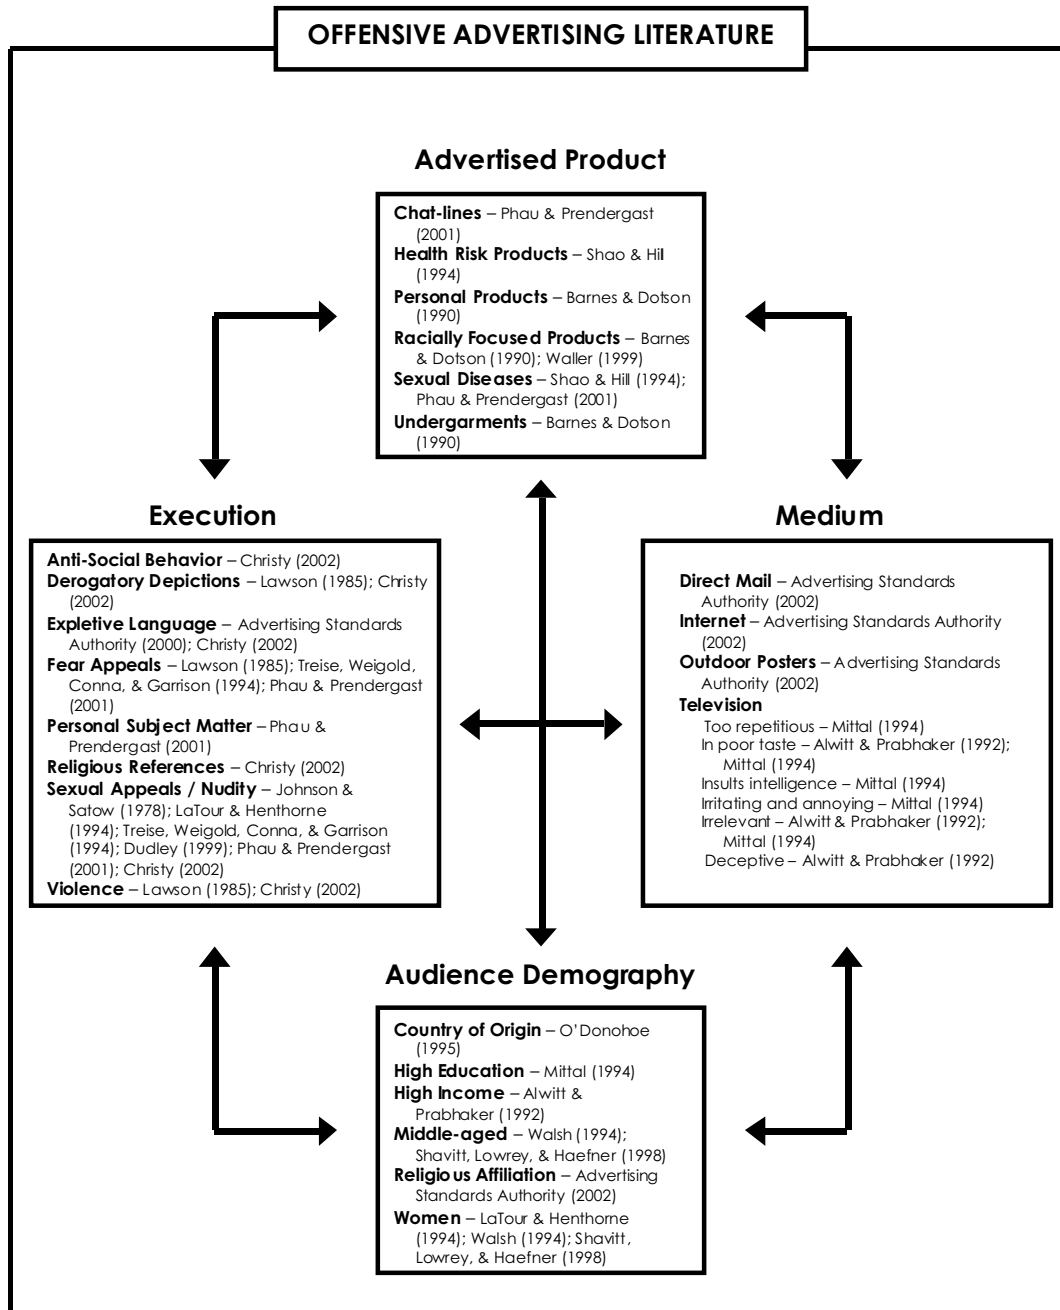 OFFENSIVE ADVERTISING LITERATURE
Advertised Product
Chat-lines – Phau & Prendergast
(2001)
Health Risk Products – Shao & Hill
(1994)
Personal Products – Barnes & Dotson
(1990)
Racially Focused Products – Barnes
& Dotson (1990); Waller (1999)
Sexual Diseases – Shao & Hill (1994);
Phau & Prendergast (2001)
Undergarments – Barnes & Dotson
(1990)
Execution
Anti-Social Behavior – Christy (2002)
Derogatory Depictions – Lawson (1985); Christy
(2002)
Expletive Language – Advertising Standards
Authority (2000); Christy (2002)
Fear Appeals – Lawson (1985); Treise, Weigold,
Conna, & Garrison (1994); Phau & Prendergast
(2001)
Personal Subject Matter – Phau &
Prendergast (2001)
Religious References – Christy (2002)
Sexual Appeals / Nudity – Johnson &
Satow (1978); LaTour & Henthorne
(1994); Treise, Weigold, Conna, & Garrison
(1994); Dudley (1999); Phau & Prendergast
(2001); Christy (2002)
Violence – Lawson (1985); Christy (2002)
Medium
Direct Mail – Advertising Standards
Authority (2002)
Internet – Advertising Standards Authority
(2002)
Outdoor Posters – Advertising Standards
Authority (2002)
Television
Too repetitious – Mittal (1994)
In poor taste – Alwitt & Prabhaker (1992);
Mittal (1994)
Insults intelligence – Mittal (1994)
Irritating and annoying – Mittal (1994)
Irrelevant – Alwitt & Prabhaker (1992);
Mittal (1994)
Deceptive – Alwitt & Prabhaker (1992)
Audience Demography
Country of Origin – O'Donohoe
(1995)
High Education – Mittal (1994)
High Income – Alwitt &
Prabhaker (1992)
Middle-aged – Walsh (1994);
Shavitt, Lowrey, & Haefner (1998)
Religious Affiliation – Advertising
Standards Authority (2002)
Women – LaTour & Henthorne
(1994); Walsh (1994); Shavitt,
Lowrey, & Haefner (1998)